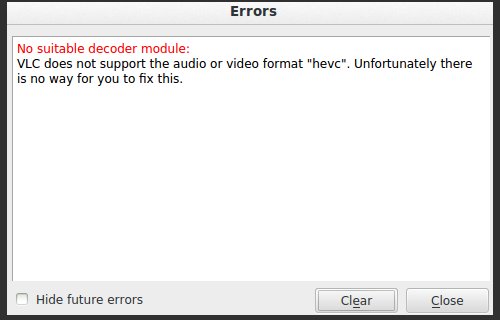 Errors
No suitable decoder module:
VLC does not support the audio or video format "hevc". Unfortunately there
is no way for you to fix this.
Hide future errors
Clear
Close